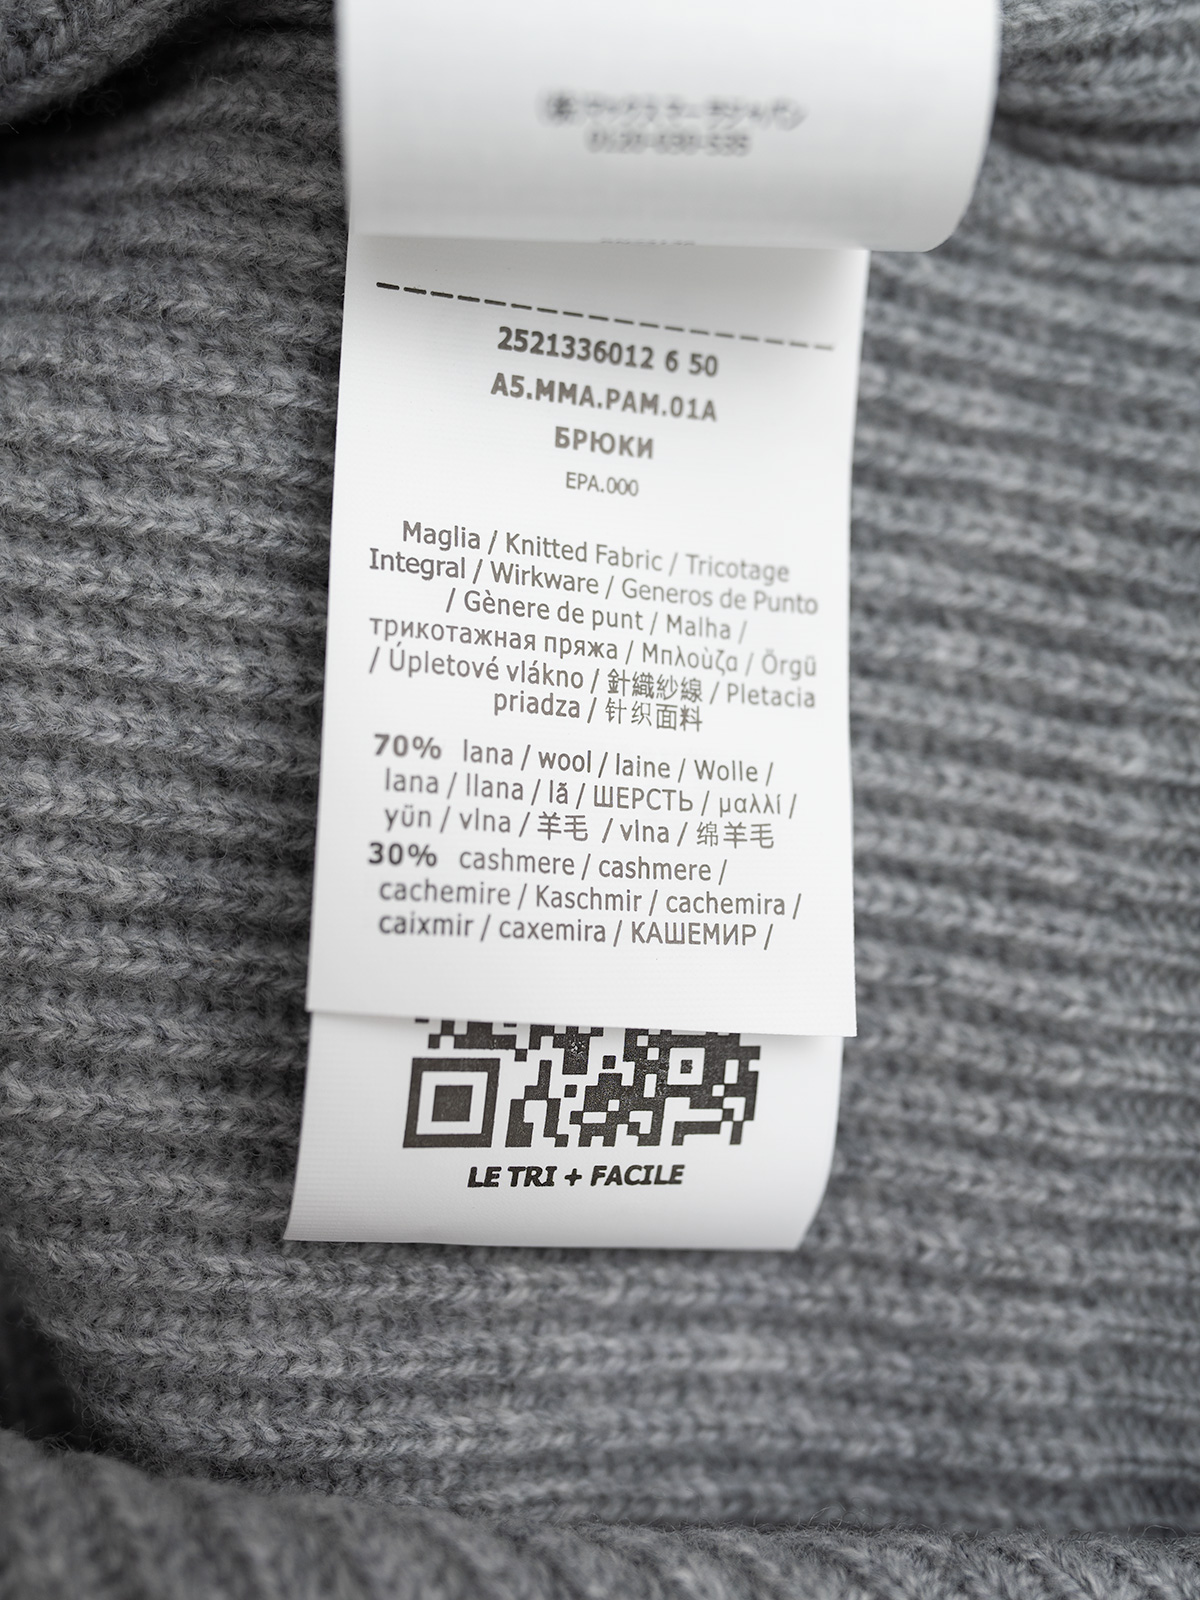 2521336012 6 50
A5.MMA.PAM.01A
БРЮКИ
EPA.000
Maglia / Knitted Fabric / Tricotage
Integral / Wirkware / Generos de Punto
/ Gènere de punt / Malha /
трикотажная пряжа / Μπλοὺζα / Örgü
/ Úpletové vlákno / 針織紗線 / Pletacia
priadza / 针织面料
70% lana / wool / laine / Wolle /
lana / llana / lã / ШЕРСТЬ / μαλλί /
yün / vlna / 羊毛 / vlna / 绵羊毛
30% cashmere / cashmere /
cachemire / Kaschmir / cachemira /
caixmir / caxemira / КАШЕМИР /
LE TRI + FACILE